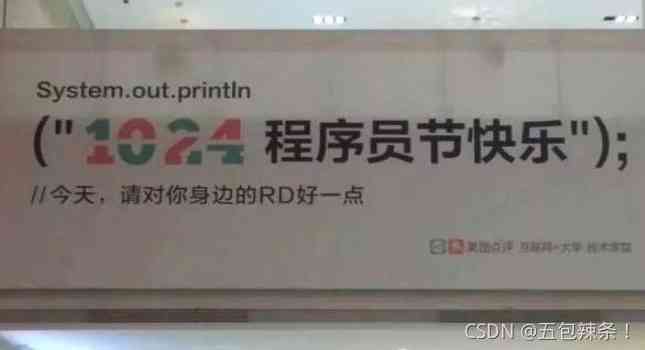 System.out.println
("1024 程序员节快乐");
//今天，请对你身边的RD好一点
美团点评 互联网+大学 技术学院
CSDN @五包辣条！